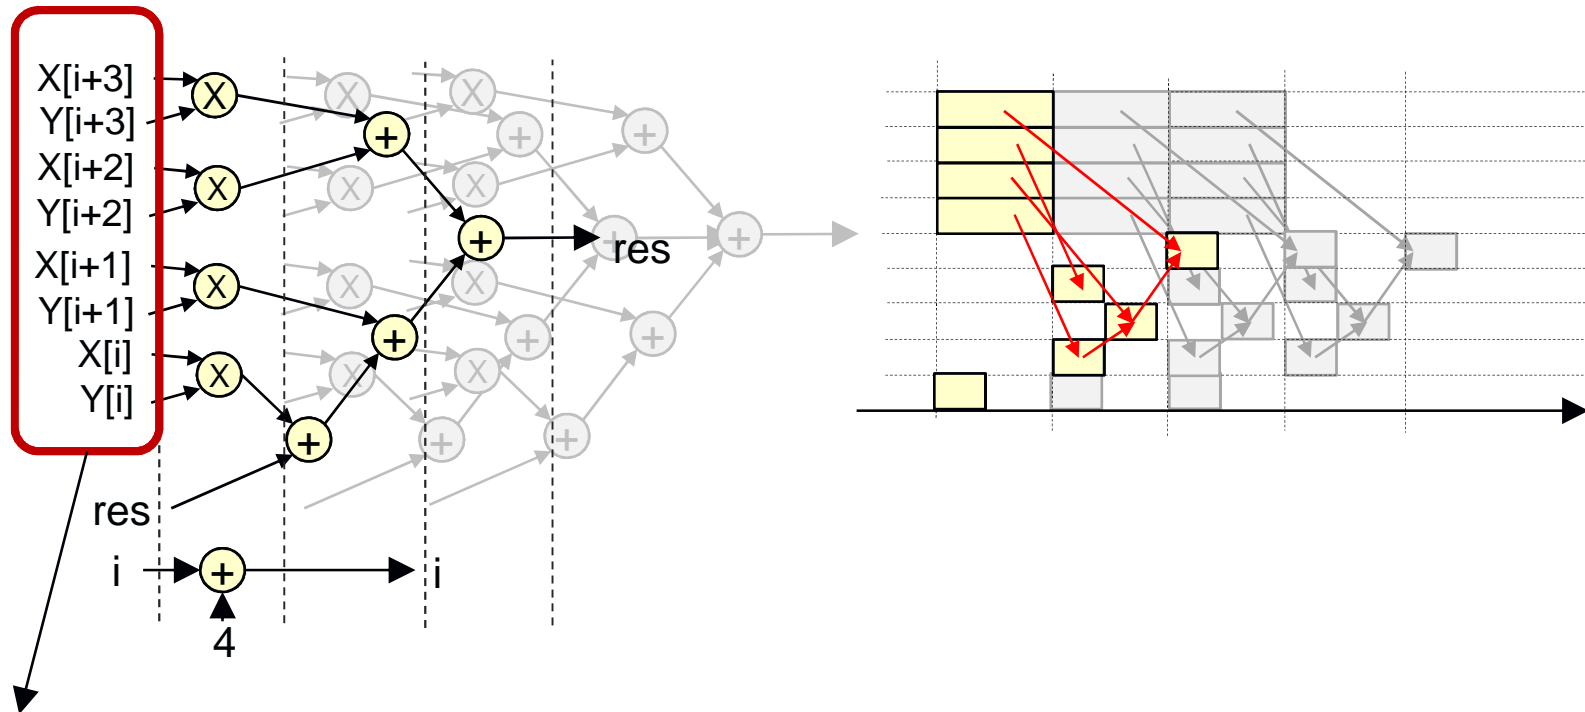 X[i+3]
Y[i+3]
X[i+2]
Y[i+2]
X[i+1]
Y[i+1]
X[i]
Y[i]
X
X
X
X
+
+
+
+
res
res
i
+
i
4
X
X
X
X
+
+
+
+
X
X
X
X
+
+
+
+